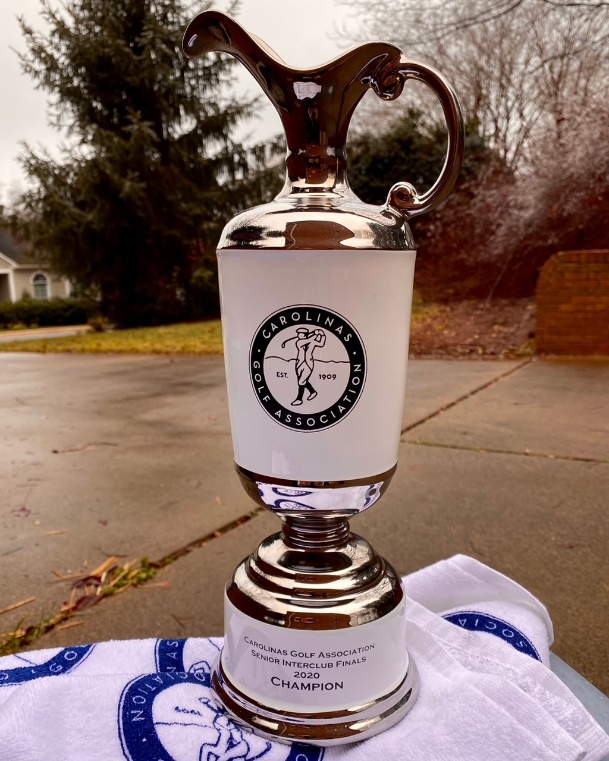 CAROLINAS
GOLF ASSOCIATION
EST. 1909
CAROLINAS GOLF ASSOCIATION
SENIOR INTERCLUB FINALS
2020
CHAMPION